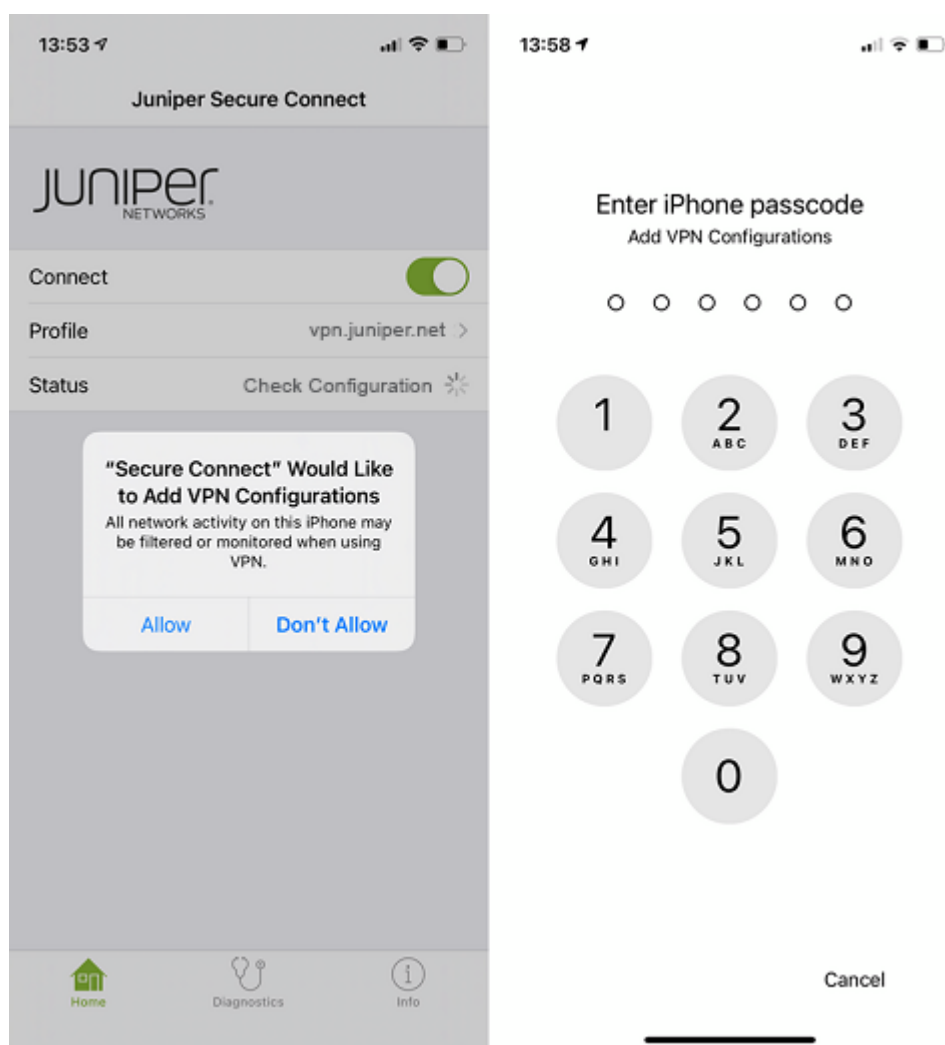 13:53
Juniper Secure Connect
JUNIPER
NETWORKS
Connect
Profile vpn.juniper.net
Status Check Configuration
“Secure Connect” Would Like
to Add VPN Configurations
All network activity on this iPhone may
be filtered or monitored when using
VPN.
Allow Don’t Allow
Home Diagnostics Info
13:58
Enter iPhone passcode
Add VPN Configurations
1 2 3
ABC DEF
4 5 6
GHI JKL MNO
7 8 9
PQRS TUV WXYZ
0
Cancel